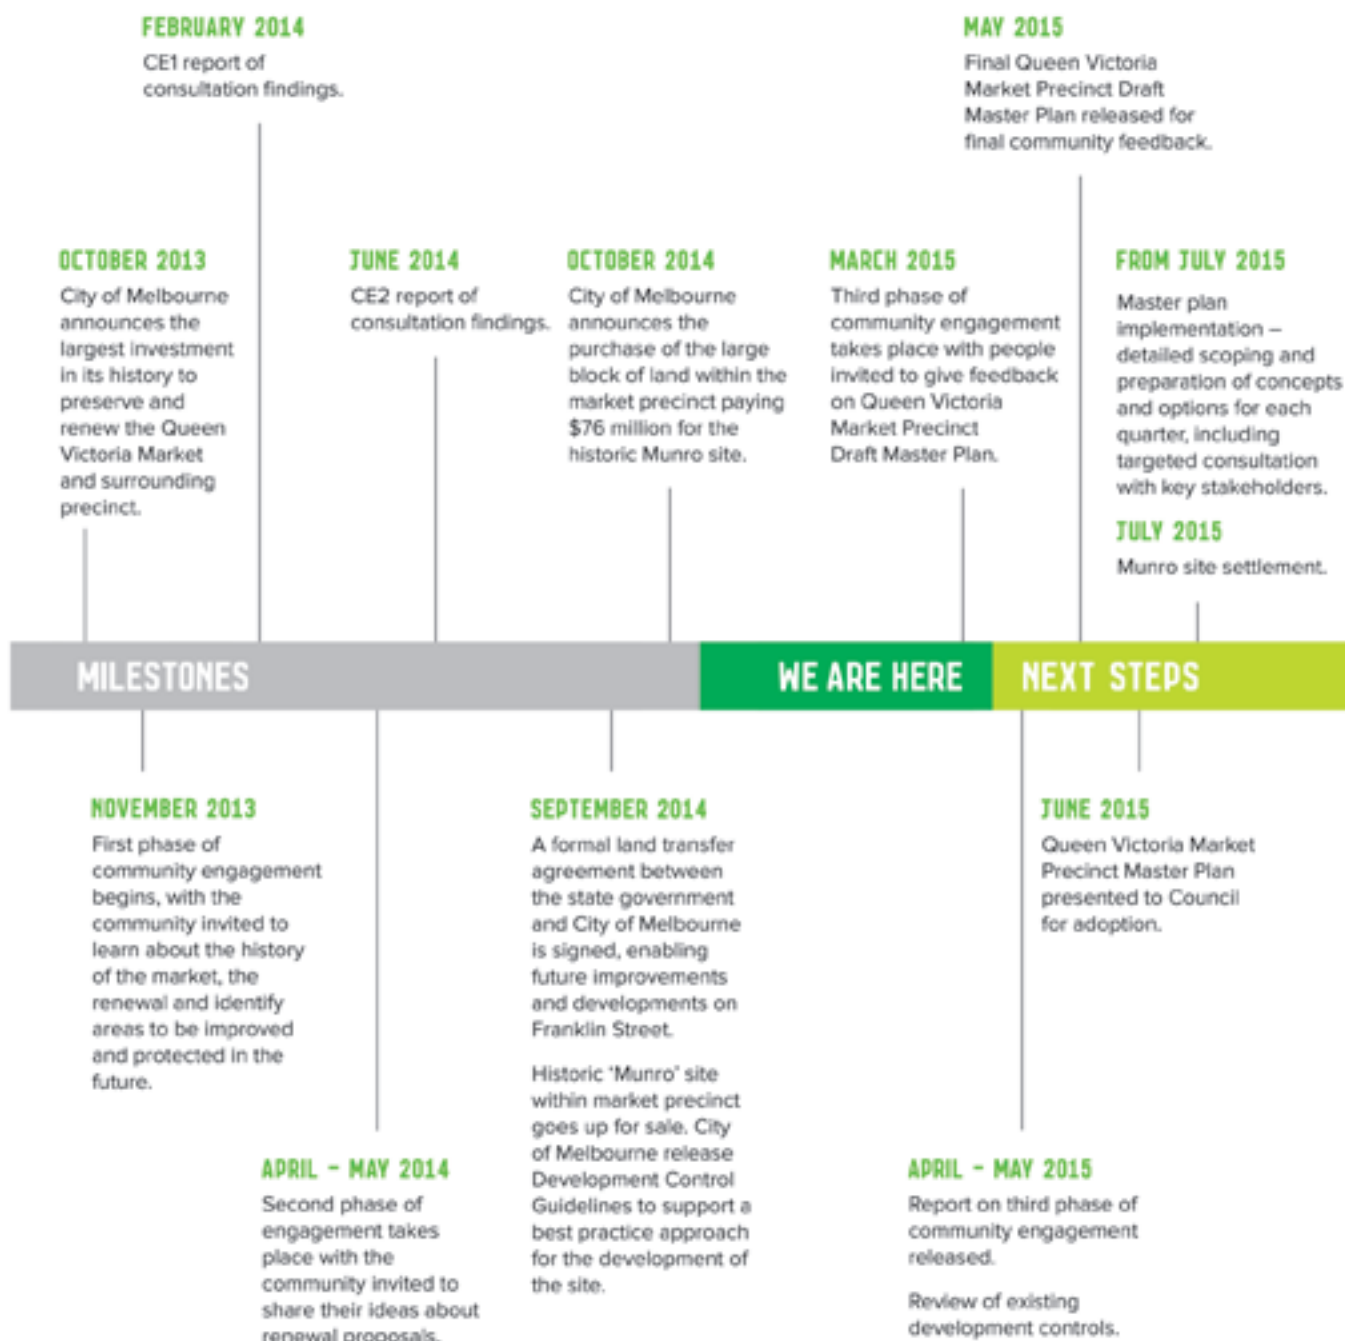 FEBRUARY 2014
CE1 report of
consultation findings.
MAY 2015
Final Queen Victoria
Market Precinct Draft
Master Plan released for
final community feedback.
OCTOBER 2013
City of Melbourne
announces the
largest investment
in its history to
preserve and
renew the Queen
Victoria Market
and surrounding
precinct.
JUNE 2014
CE2 report of
consultation findings.
OCTOBER 2014
City of Melbourne
announces the
purchase of the large
block of land within the
market precinct paying
$76 million for the
historic Munro site.
MARCH 2015
Third phase of
community engagement
takes place with people
invited to give feedback
on Queen Victoria
Market Precinct
Draft Master Plan.
FROM JULY 2015
Master plan
implementation –
detailed scoping and
preparation of concepts
and options for each
quarter, including
targeted consultation
with key stakeholders.
JULY 2015
Munro site settlement.
MILESTONES
WE ARE HERE
NEXT STEPS
NOVEMBER 2013
First phase of
community engagement
begins, with the
community invited to
learn about the history
of the market, the
renewal and identify
areas to be improved
and protected in the
future.
APRIL – MAY 2014
Second phase of
engagement takes
place with the
community invited to
share their ideas about
renewal proposals.
SEPTEMBER 2014
A formal land transfer
agreement between
the state government
and City of Melbourne
is signed, enabling
future improvements
and developments on
Franklin Street.
Historic ‘Munro’ site
within market precinct
goes up for sale. City
of Melbourne release
Development Control
Guidelines to support a
best practice approach
for the development of
the site.
APRIL – MAY 2015
Report on third phase of
community engagement
released.
Review of existing
development controls.
JUNE 2015
Queen Victoria Market
Precinct Master Plan
presented to Council
for adoption.